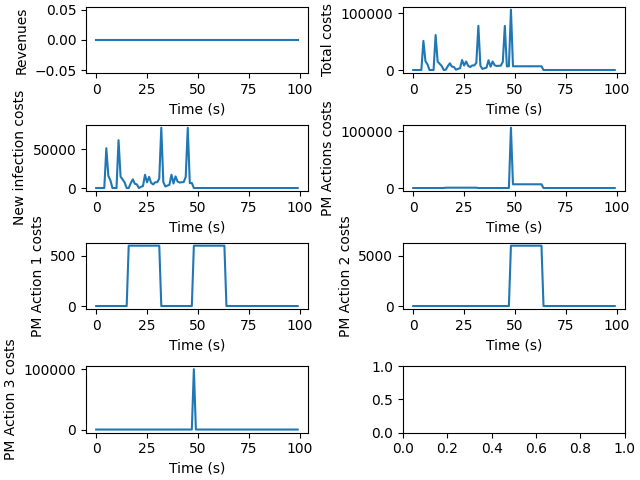 Revenues
0.05
0.00
−0.05
0 25 50 75 100
Time (s)
Total costs
100000
0
0 25 50 75 100
Time (s)
New infection costs
50000
0
0 25 50 75 100
Time (s)
PM Actions costs
100000
0
0 25 50 75 100
Time (s)
PM Action 1 costs
500
0
0 25 50 75 100
Time (s)
PM Action 2 costs
5000
0
0 25 50 75 100
Time (s)
PM Action 3 costs
100000
0
0 25 50 75 100
Time (s)
1.0
0.5
0.0
0.0 0.2 0.4 0.6 0.8 1.0